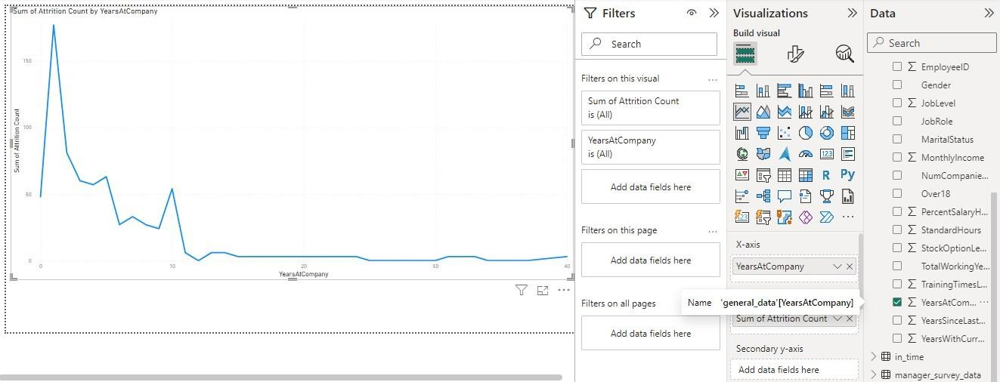 Sum of Attrition Count by YearsAtCompany
Sum of Attrition Count
150
100
50
0
0
10
20
30
40
YearsAtCompany
Filters
Search
Filters on this visual
...
Sum of Attrition Count
is (All)
YearsAtCompany
is (All)
Add data fields here
Filters on this page
...
Add data fields here
Filters on all pages
Add data fields here
Visualizations
Build visual
123
R
Py
123
...
X-axis
YearsAtCompany
Name 'general_data'[YearsAtCompany]
Sum of Attrition Count
Secondary y-axis
Add data fields here
Data
Search
EmployeeID
Gender
JobLevel
JobRole
MaritalStatus
MonthlyIncome
NumCompanie...
Over18
PercentSalaryH...
StandardHours
StockOptionLe...
TotalWorkingYe...
TrainingTimesL...
YearsAtCom... ...
YearsSinceLast...
YearsWithCurr...
in_time
manager_survey_data